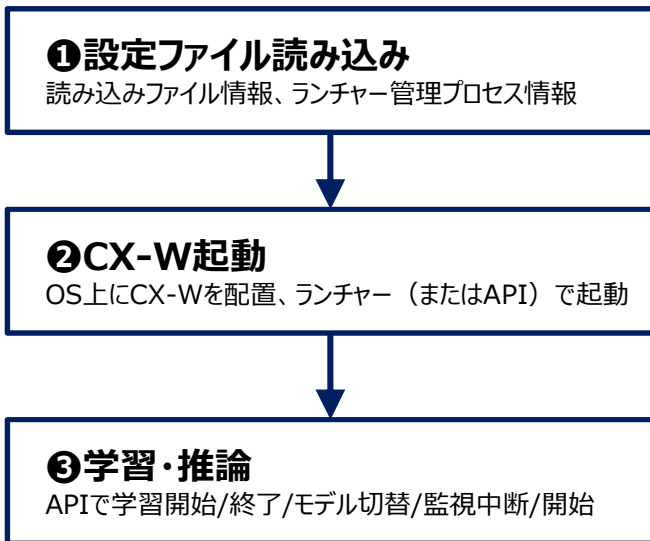 ❶設定ファイル読み込み
読み込みファイル情報、ランチャー管理プロセス情報
❷CX-W起動
OS上にCX-Wを配置、ランチャー（またはAPI）で起動
❸学習・推論
APIで学習開始/終了/モデル切替/監視中断/開始